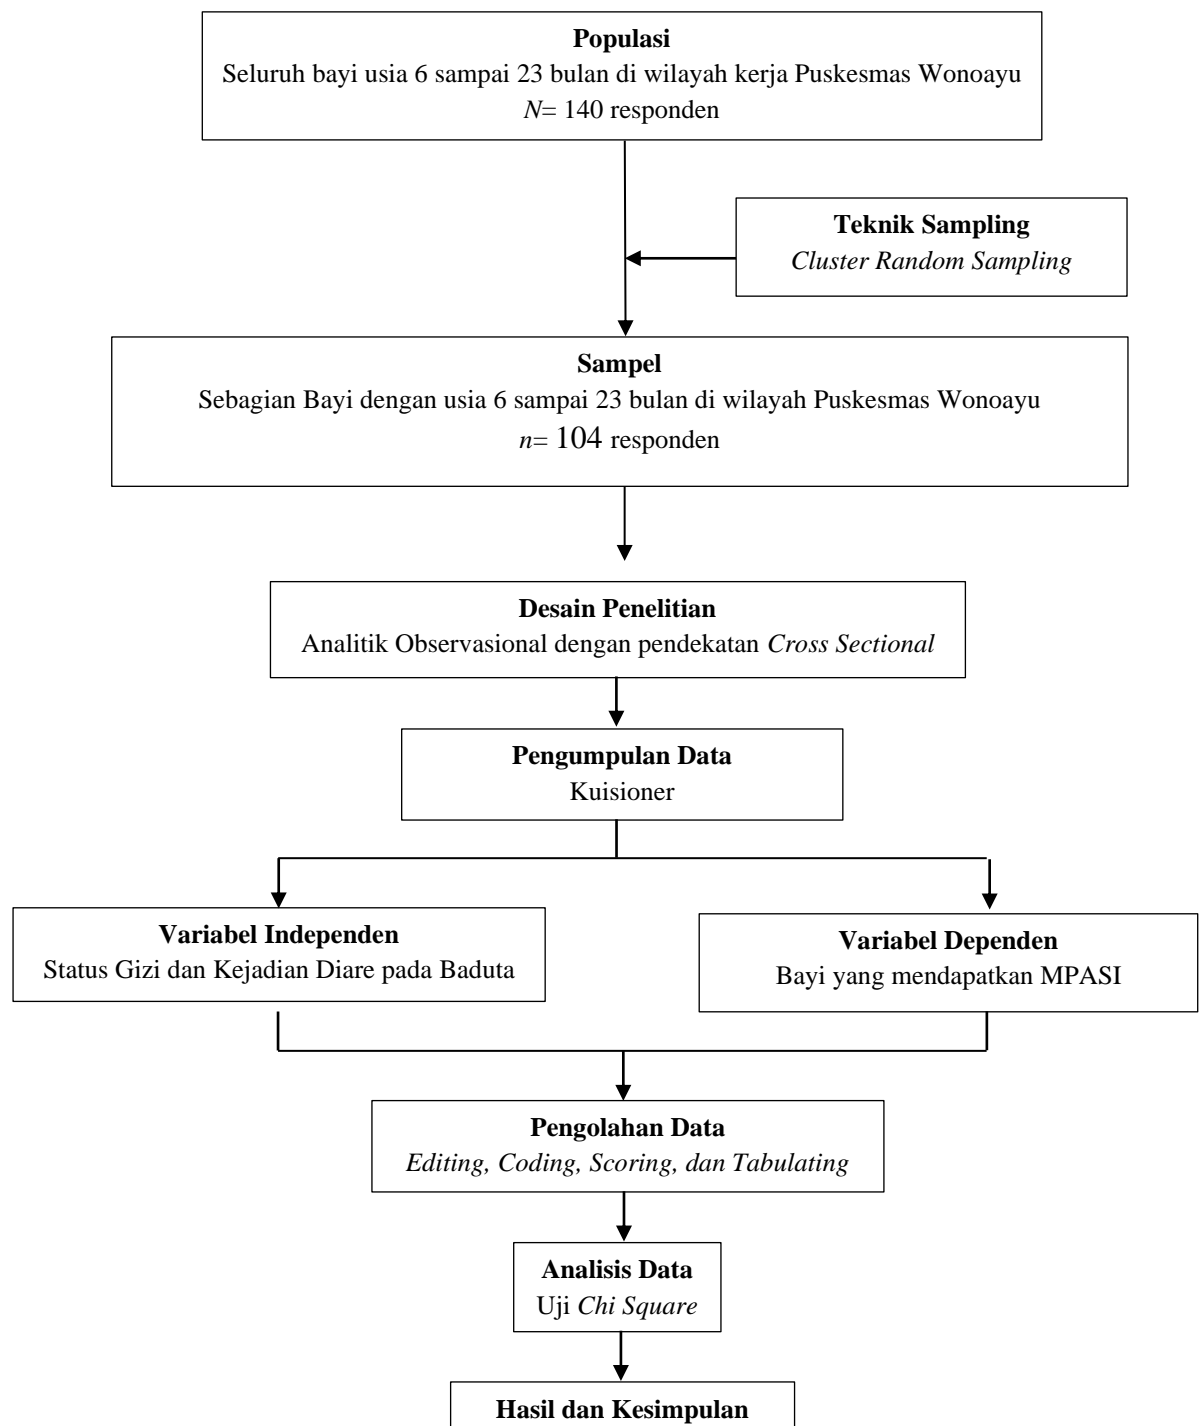 Populasi
Seluruh bayi usia 6 sampai 23 bulan di wilayah kerja Puskesmas Wonoayu
N= 140 responden
Teknik Sampling
Cluster Random Sampling
Sampel
Sebagian Bayi dengan usia 6 sampai 23 bulan di wilayah Puskesmas Wonoayu
n= 104 responden
Desain Penelitian
Analitik Observasional dengan pendekatan Cross Sectional
Pengumpulan Data
Kuisioner
Variabel Independen
Status Gizi dan Kejadian Diare pada Baduta
Variabel Dependen
Bayi yang mendapatkan MPASI
Pengolahan Data
Editing, Coding, Scoring, dan Tabulating
Analisis Data
Uji Chi Square
Hasil dan Kesimpulan